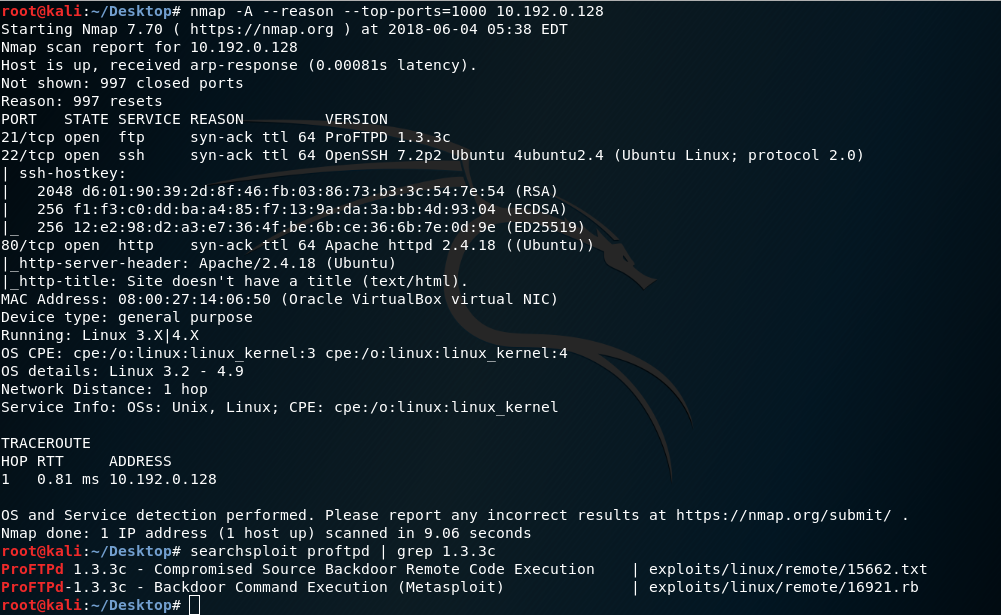 root@kali:~/Desktop# nmap -A --reason --top-ports=1000 10.192.0.128
Starting Nmap 7.70 ( https://nmap.org ) at 2018-06-04 05:38 EDT
Nmap scan report for 10.192.0.128
Host is up, received arp-response (0.00081s latency).
Not shown: 997 closed ports
Reason: 997 resets
PORT   STATE SERVICE REASON         VERSION
21/tcp open  ftp     syn-ack ttl 64 ProFTPD 1.3.3c
22/tcp open  ssh     syn-ack ttl 64 OpenSSH 7.2p2 Ubuntu 4ubuntu2.4 (Ubuntu Linux; protocol 2.0)
| ssh-hostkey:
|   2048 d6:01:90:39:2d:8f:46:fb:03:86:73:b3:3c:54:7e:54 (RSA)
|   256 f1:f3:c0:dd:ba:a4:85:f7:13:9a:da:3a:bb:4d:93:04 (ECDSA)
|_  256 12:e2:98:d2:a3:e7:36:4f:be:6b:ce:36:6b:7e:0d:9e (ED25519)
80/tcp open  http    syn-ack ttl 64 Apache httpd 2.4.18 ((Ubuntu))
|_http-server-header: Apache/2.4.18 (Ubuntu)
|_http-title: Site doesn't have a title (text/html).
MAC Address: 08:00:27:14:06:50 (Oracle VirtualBox virtual NIC)
Device type: general purpose
Running: Linux 3.X|4.X
OS CPE: cpe:/o:linux:linux_kernel:3 cpe:/o:linux:linux_kernel:4
OS details: Linux 3.2 - 4.9
Network Distance: 1 hop
Service Info: OSs: Unix, Linux; CPE: cpe:/o:linux:linux_kernel
TRACEROUTE
HOP RTT     ADDRESS
1   0.81 ms 10.192.0.128
OS and Service detection performed. Please report any incorrect results at https://nmap.org/submit/ .
Nmap done: 1 IP address (1 host up) scanned in 9.06 seconds
root@kali:~/Desktop# searchsploit proftpd | grep 1.3.3c
ProFTPd 1.3.3c - Compromised Source Backdoor Remote Code Execution    | exploits/linux/remote/15662.txt
ProFTPd-1.3.3c - Backdoor Command Execution (Metasploit)              | exploits/linux/remote/16921.rb
root@kali:~/Desktop#